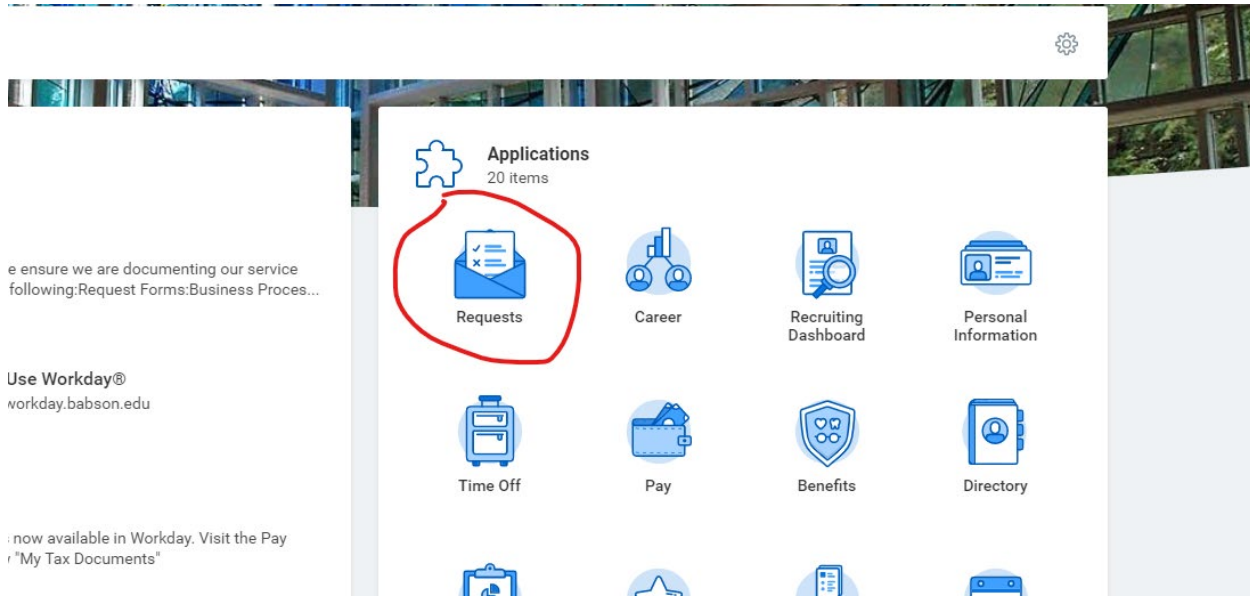 Applications
20 items
e ensure we are documenting our service
following:Request Forms:Business Proces...
Use Workday®
workday.babson.edu
now available in Workday. Visit the Pay
"My Tax Documents"
Requests
Career
Recruiting
Dashboard
Personal
Information
Time Off
Pay
Benefits
Directory